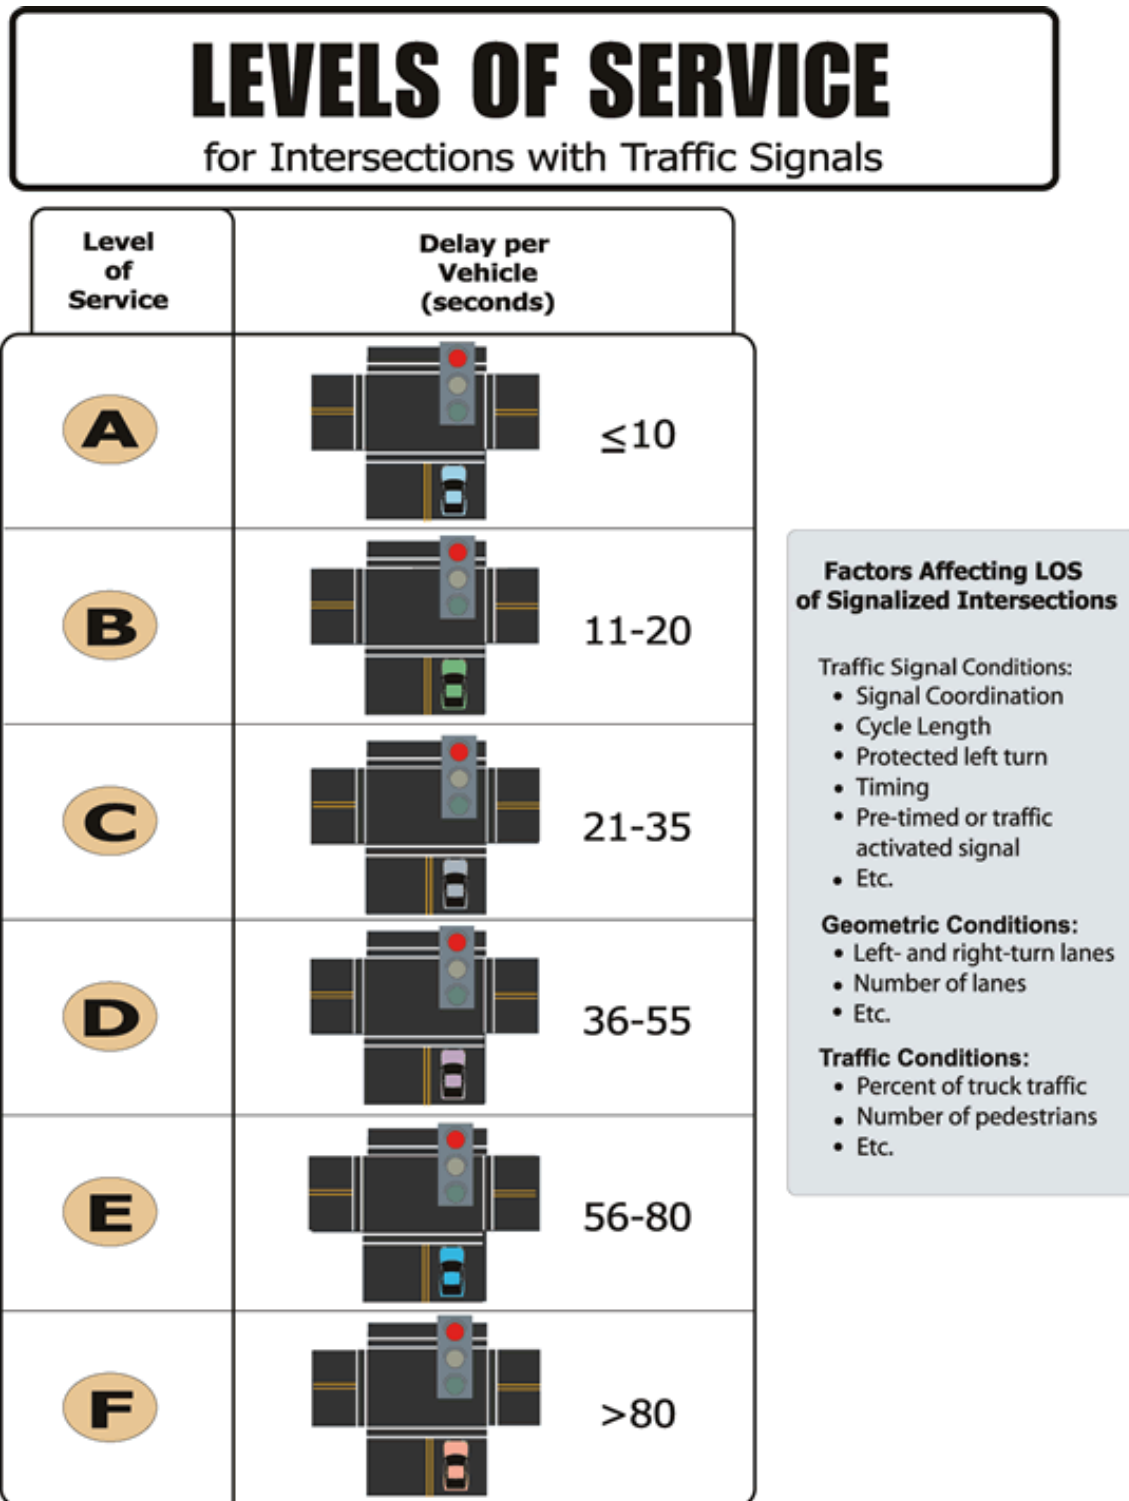 LEVELS OF SERVICE
for Intersections with Traffic Signals
Level
of
Service
Delay per
Vehicle
(seconds)
A
≤10
B
11-20
C
21-35
D
36-55
E
56-80
F
>80
Factors Affecting LOS
of Signalized Intersections
Traffic Signal Conditions:
• Signal Coordination
• Cycle Length
• Protected left turn
• Timing
• Pre-timed or traffic
activated signal
• Etc.
Geometric Conditions:
• Left- and right-turn lanes
• Number of lanes
• Etc.
Traffic Conditions:
• Percent of truck traffic
• Number of pedestrians
• Etc.